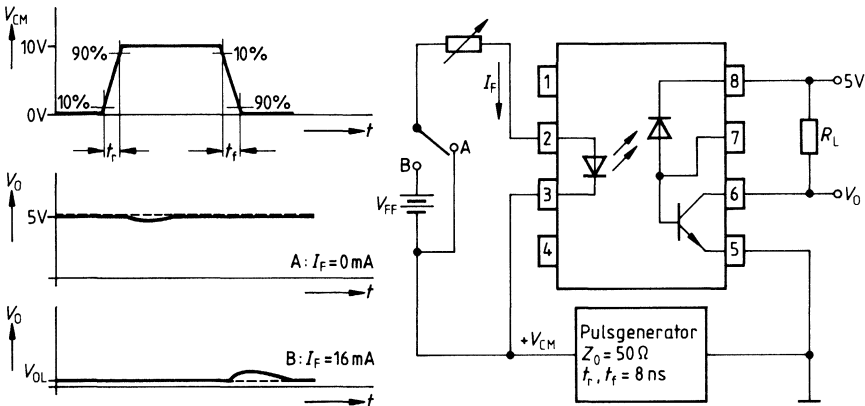 V_CM
10V
90%
10%
10%
90%
0V
t
t_r
t_f
V_O
5V
A: I_F = 0 mA
t
V_O
B: I_F = 16 mA
V_OL
t
I_F
A
B
V_FF
1
2
3
4
8
7
6
5
5V
R_L
V_O
+V_CM
Pulsgenerator
Z_0 = 50 Ω
t_r, t_f = 8 ns